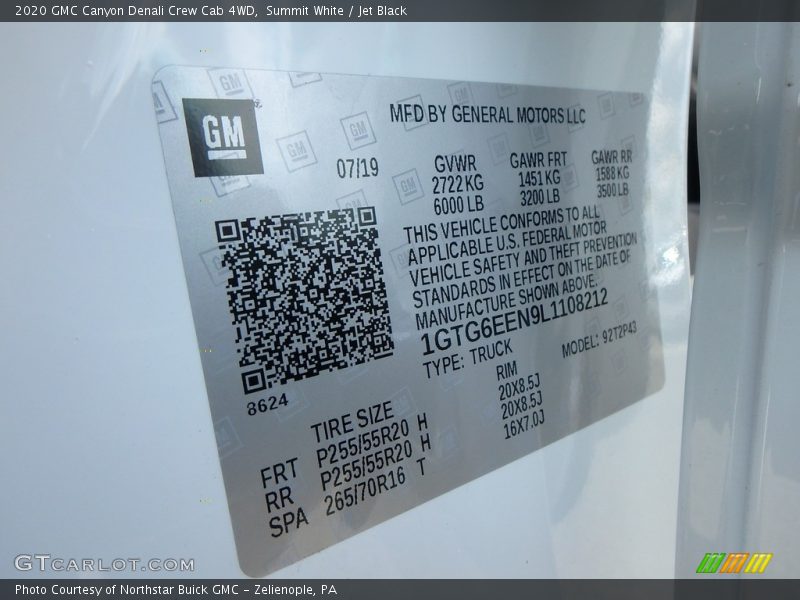 2020 GMC Canyon Denali Crew Cab 4WD,  Summit White / Jet Black
GM
MFD BY GENERAL MOTORS LLC
07/19
GVWR GAWR FRT GAWR RR
2722 KG 1451 KG 1588 KG
6000 LB 3200 LB 3500 LB
THIS VEHICLE CONFORMS TO ALL
APPLICABLE U.S. FEDERAL MOTOR
VEHICLE SAFETY AND THEFT PREVENTION
STANDARDS IN EFFECT ON THE DATE OF
MANUFACTURE SHOWN ABOVE.
1GTG6EEN9L1108212
TYPE: TRUCK MODEL: 92T2P43
8624
TIRE SIZE RIM
FRT P255/55R20 H 20X8.5J
RR P255/55R20 H 20X8.5J
SPA 265/70R16 T 16X7.0J
GTCARLOT.COM
Photo Courtesy of Northstar Buick GMC - Zelienople, PA